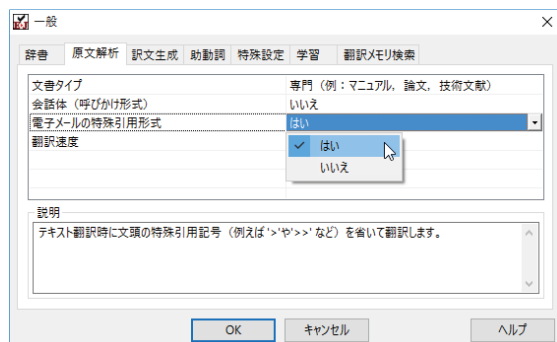 一般
辞書 原文解析 訳文生成 助動詞 特殊設定 学習 翻訳メモリ検索
文書タイプ 専門（例：マニュアル，論文，技術文献）
会話体（呼びかけ形式） いいえ
電子メールの特殊引用形式 はい
翻訳速度
はい
いいえ
説明
テキスト翻訳時に文頭の特殊引用記号（例えば '>'や'>>' など）を省いて翻訳します。
OK キャンセル ヘルプ